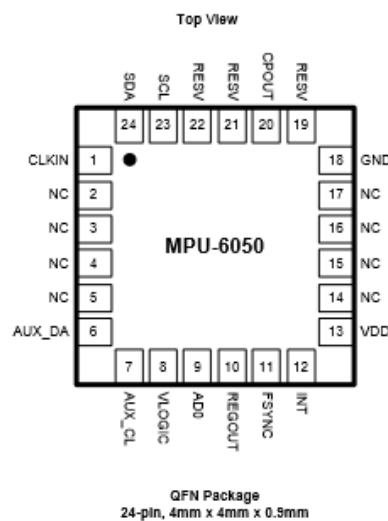 Top View
SDA
SCL
RESV
RESV
CPOUT
RESV
24 23 22 21 20 19
CLKIN 1 18 GND
NC 2 17 NC
NC 3 16 NC
MPU-6050
NC 4 15 NC
NC 5 14 NC
AUX_DA 6 13 VDD
7 8 9 10 11 12
AUX_CL
VLOGIC
AD0
REGOUT
FSYNC
INT
QFN Package
24-pin, 4mm x 4mm x 0.9mm